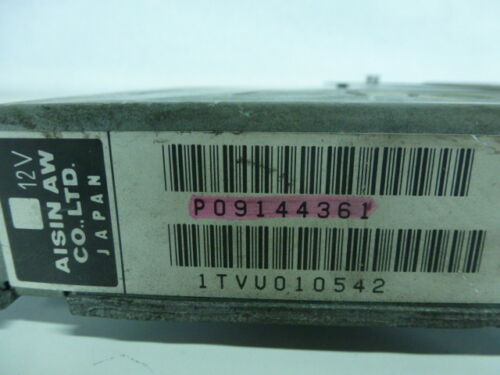 12V
AISIN AW
CO.,LTD.
JAPAN
P09144361
1TVU010542